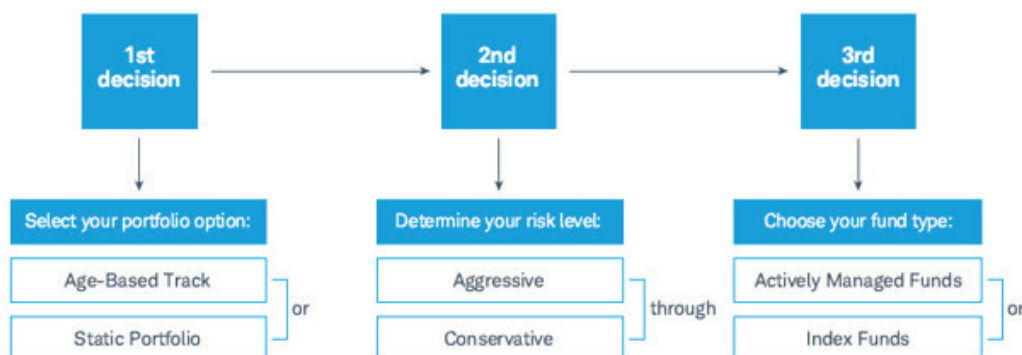 1st
decision
2nd
decision
3rd
decision
Select your portfolio option:
Determine your risk level:
Choose your fund type:
Age-Based Track
or
Static Portfolio
Aggressive
through
Conservative
Actively Managed Funds
or
Index Funds